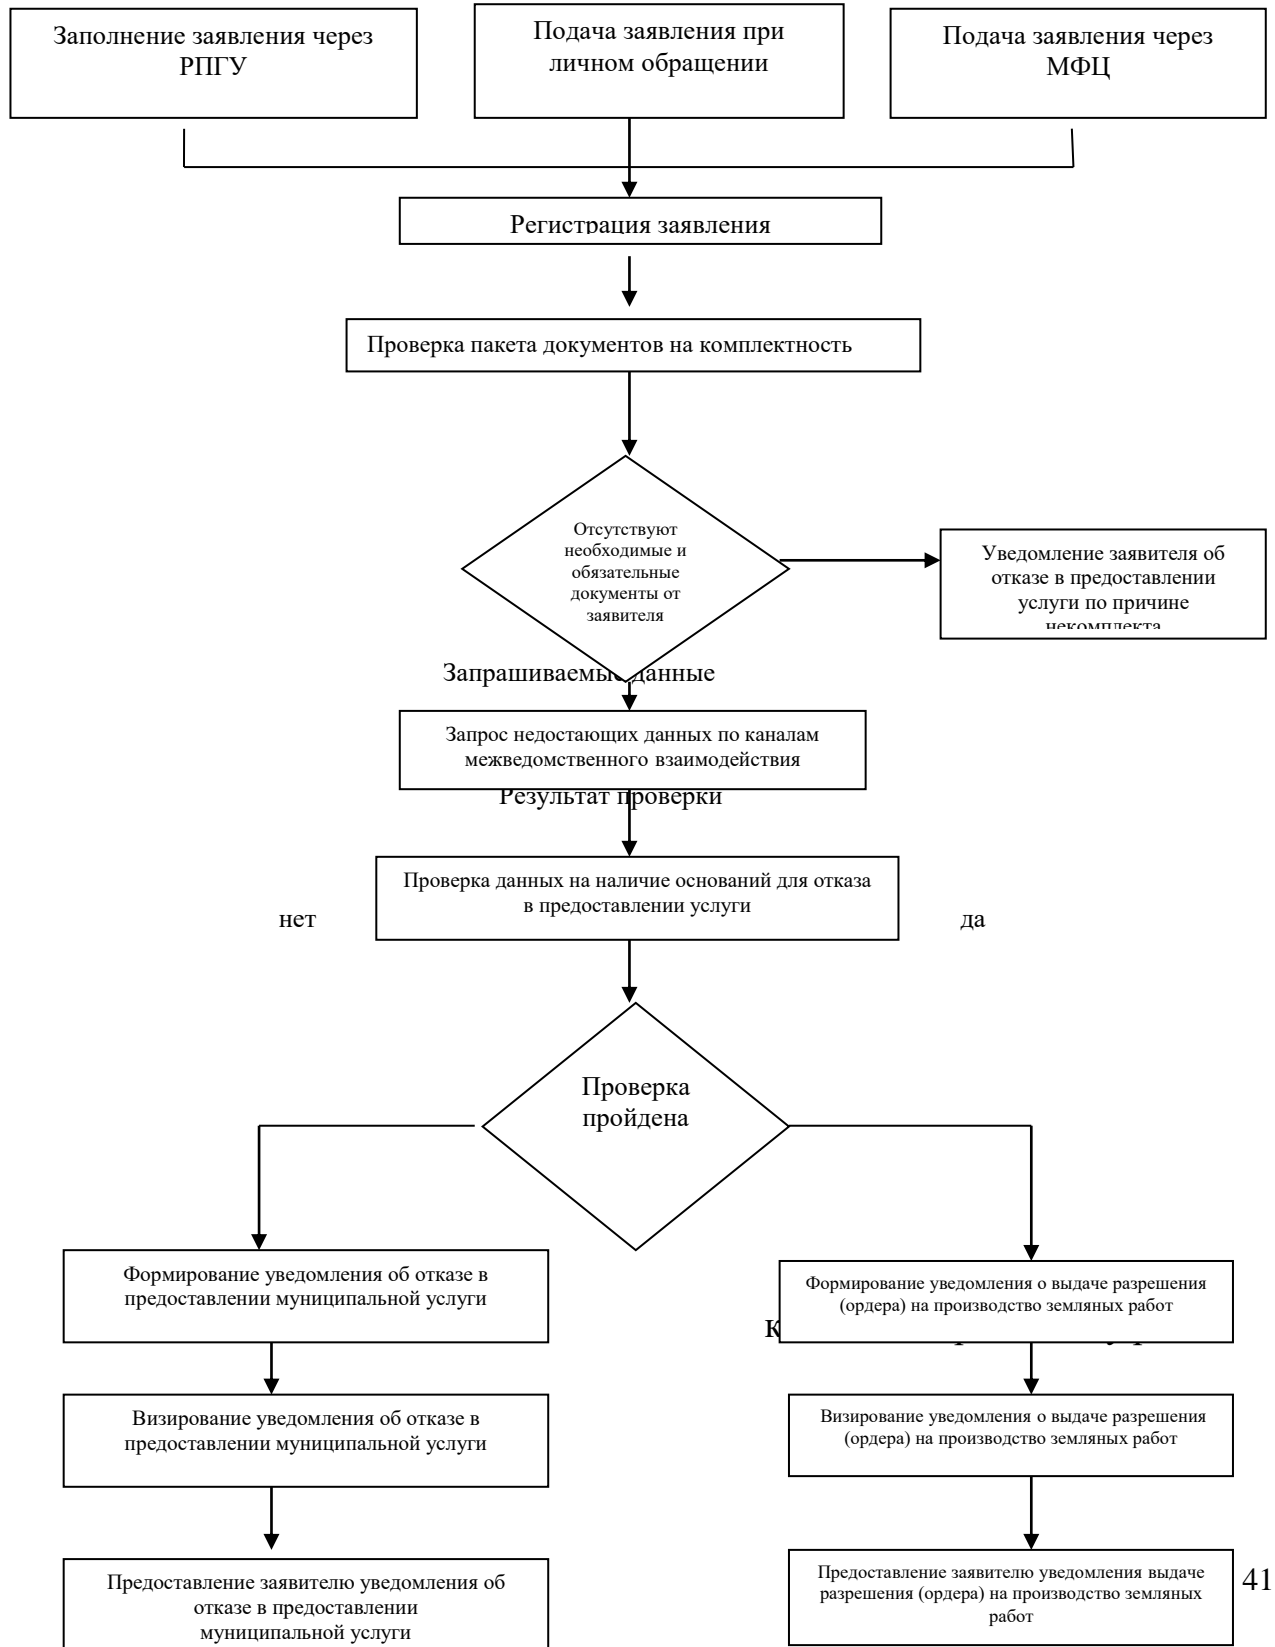 Заполнение заявления через
РПГУ
Подача заявления при
личном обращении
Подача заявления через
МФЦ
Регистрация заявления
Проверка пакета документов на комплектность
Отсутствуют
необходимые и
обязательные
документы от
заявителя
Уведомление заявителя об
отказе в предоставлении
услуги по причине
некомплекта
Запрашиваемые данные
Запрос недостающих данных по каналам
межведомственного взаимодействия
Результат проверки
Проверка данных на наличие оснований для отказа
в предоставлении услуги
нет
да
Проверка
пройдена
Формирование уведомления об отказе в
предоставлении муниципальной услуги
Формирование уведомления о выдаче разрешения
(ордера) на производство земляных работ
Визирование уведомления об отказе в
предоставлении муниципальной услуги
Визирование уведомления о выдаче разрешения
(ордера) на производство земляных работ
Предоставление заявителю уведомления об
отказе в предоставлении
муниципальной услуги
Предоставление заявителю уведомления выдаче
разрешения (ордера) на производство земляных
работ
41